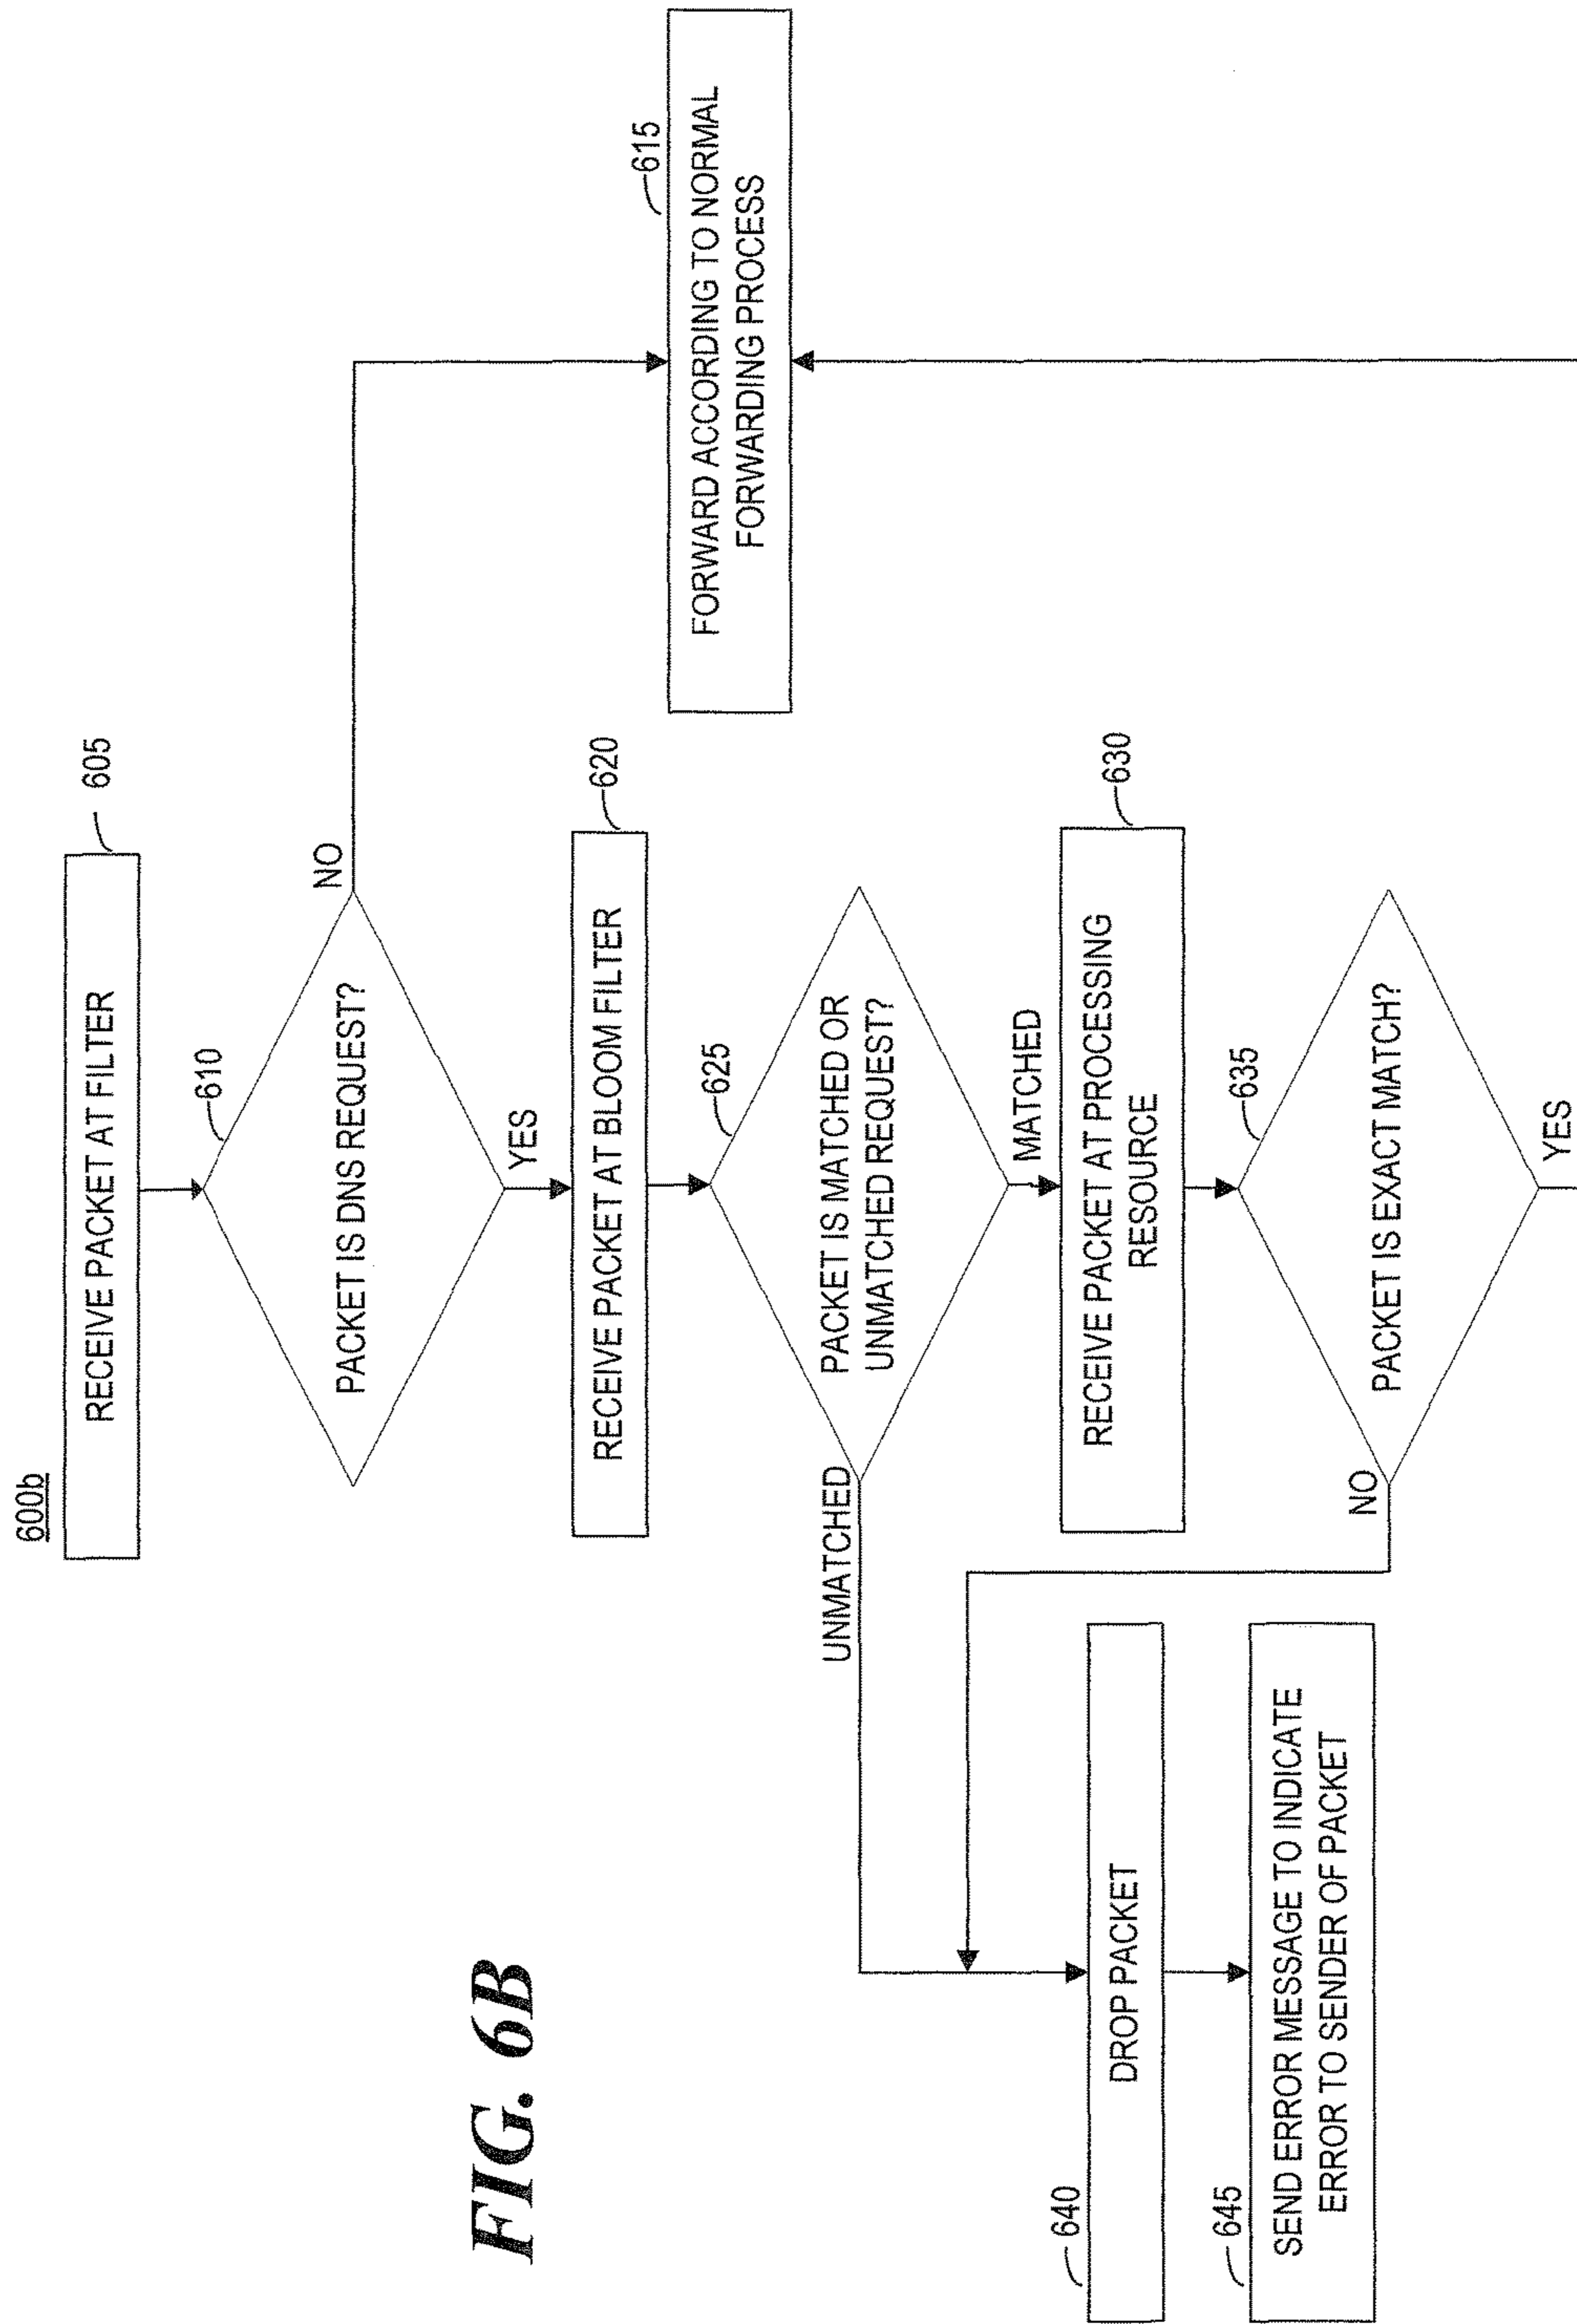 600b
RECEIVE PACKET AT FILTER
605
610
PACKET IS DNS REQUEST?
NO
YES
615
FORWARD ACCORDING TO NORMAL
FORWARDING PROCESS
620
RECEIVE PACKET AT BLOOM FILTER
625
PACKET IS MATCHED OR
UNMATCHED REQUEST?
UNMATCHED
MATCHED
630
RECEIVE PACKET AT PROCESSING
RESOURCE
635
PACKET IS EXACT MATCH?
NO
YES
640
DROP PACKET
645
SEND ERROR MESSAGE TO INDICATE
ERROR TO SENDER OF PACKET
FIG. 6B